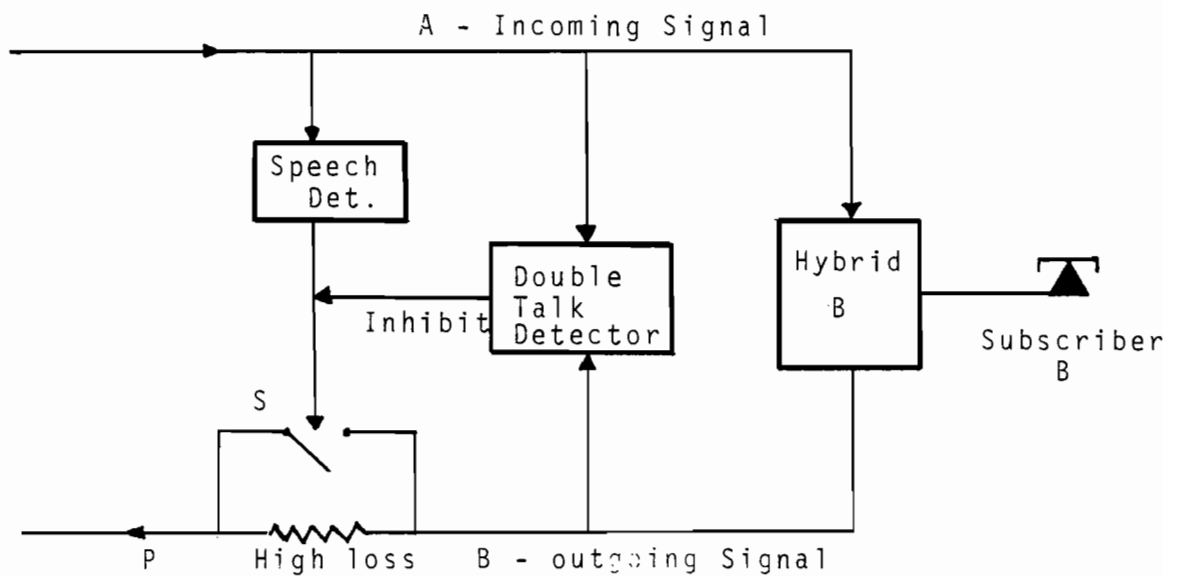 A - Incoming Signal
Speech
Det.
Double
Talk
Detector
Inhibit
Hybrid
B
Subscriber
B
S
P
High loss
B - outgoing Signal